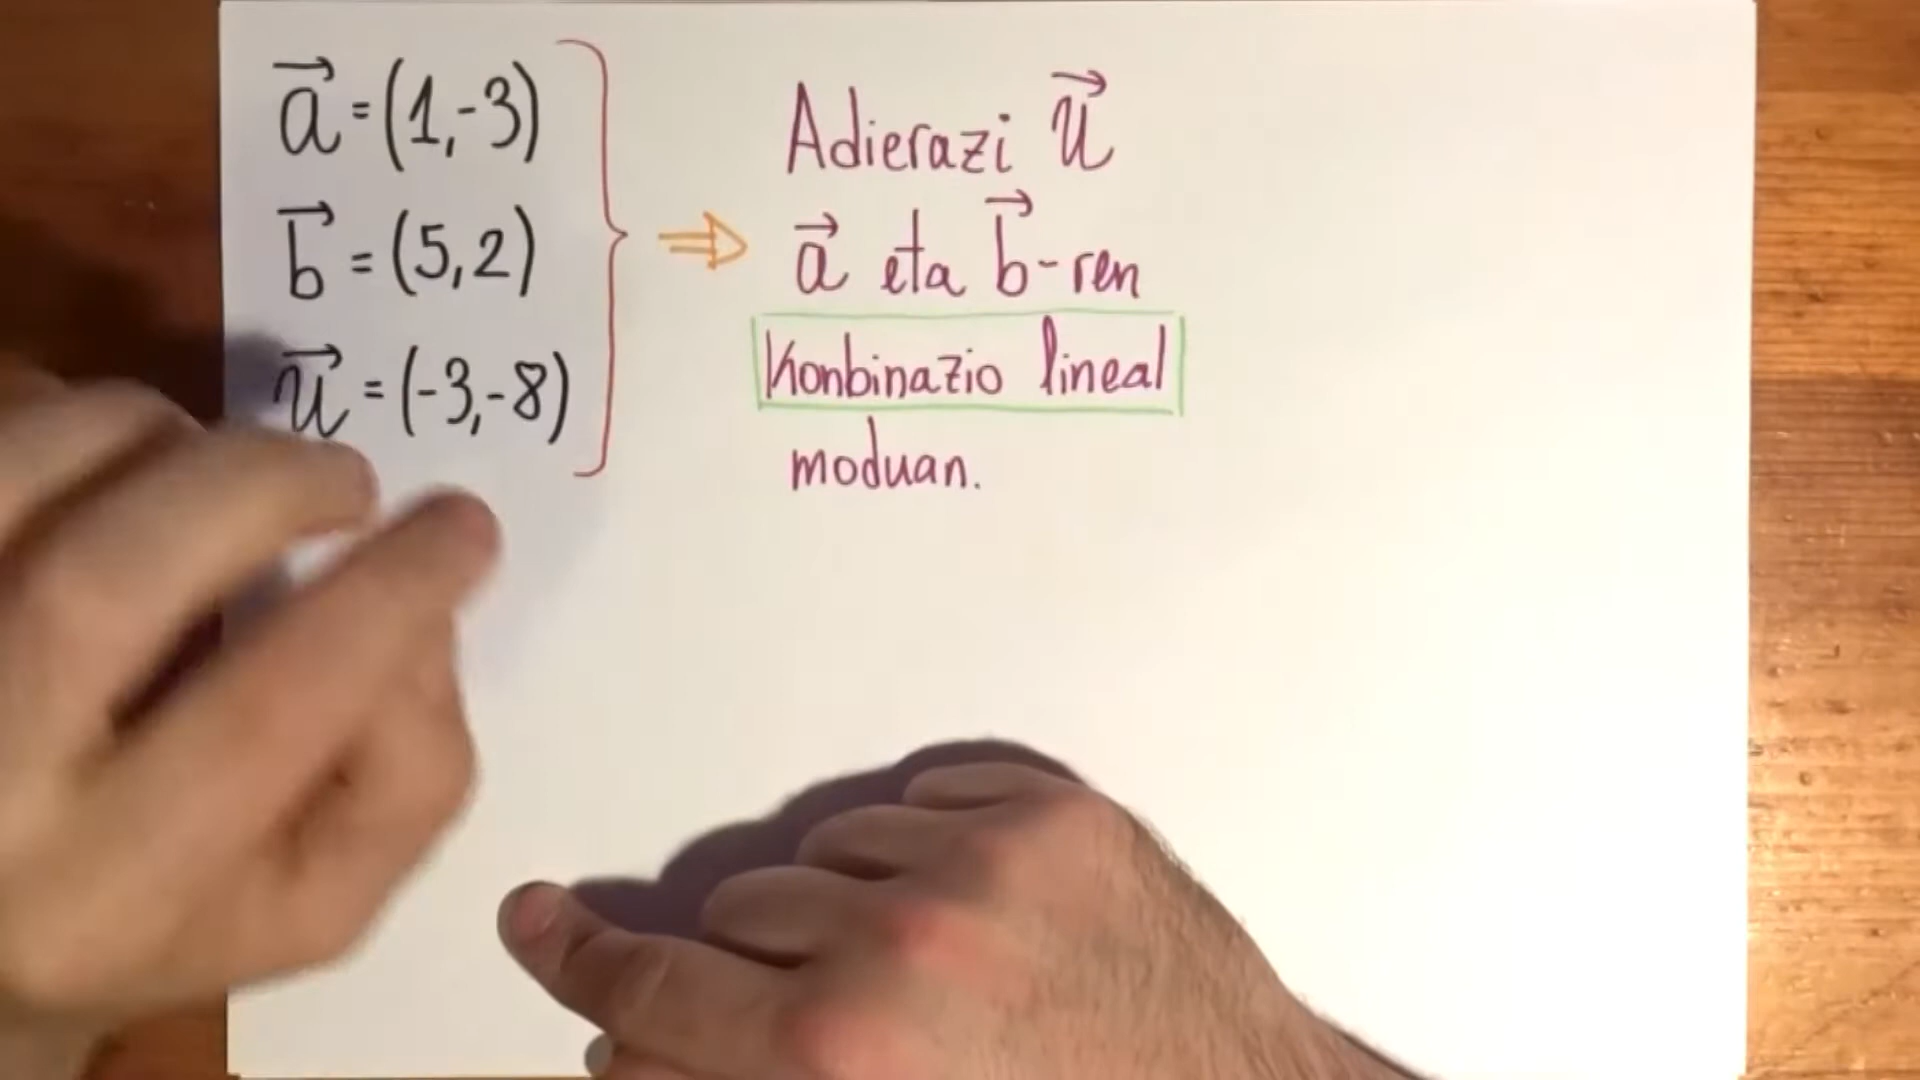 a⃗ = (1,-3)
b⃗ = (5,2)
u⃗ = (-3,-8)
Adierazi u⃗
a⃗ eta b⃗-ren
Konbinazio lineal
moduan.